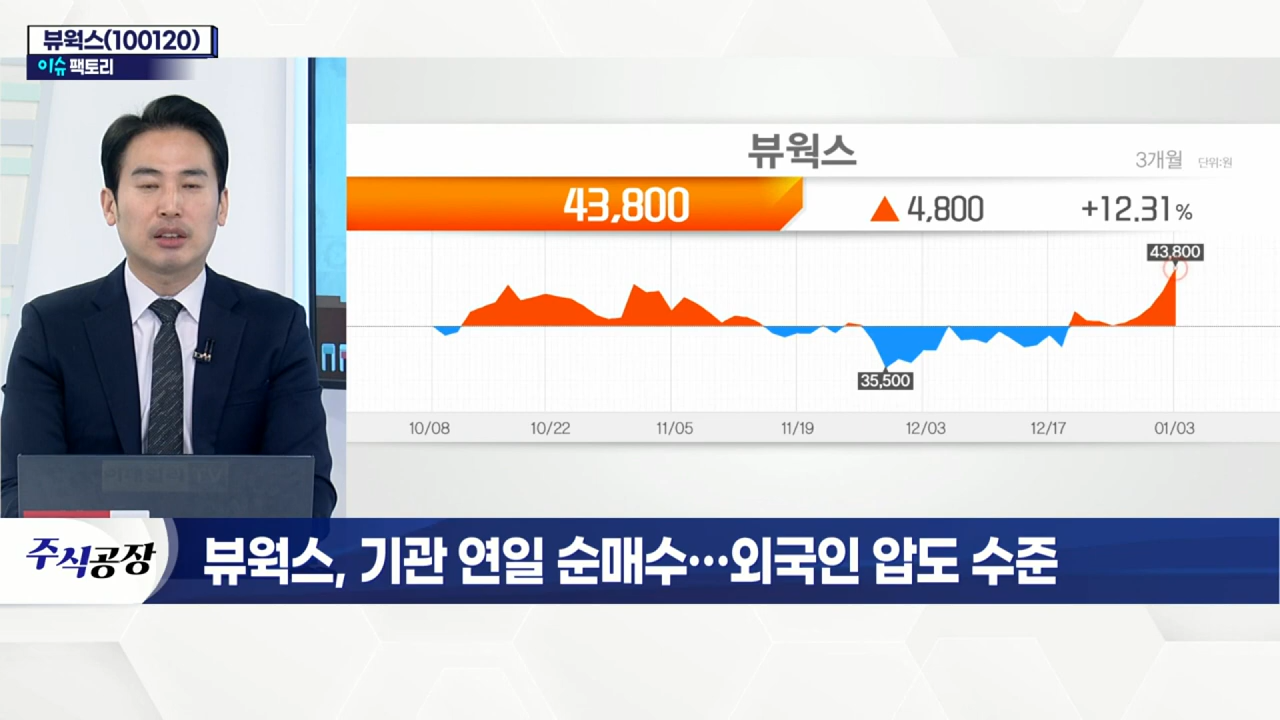 뷰웍스(100120)
이슈 팩토리
뷰웍스
3개월 단위:원
43,800 ▲ 4,800 +12.31%
43,800
35,500
10/08 10/22 11/05 11/19 12/03 12/17 01/03
주식공장
뷰웍스, 기관 연일 순매수…외국인 압도 수준